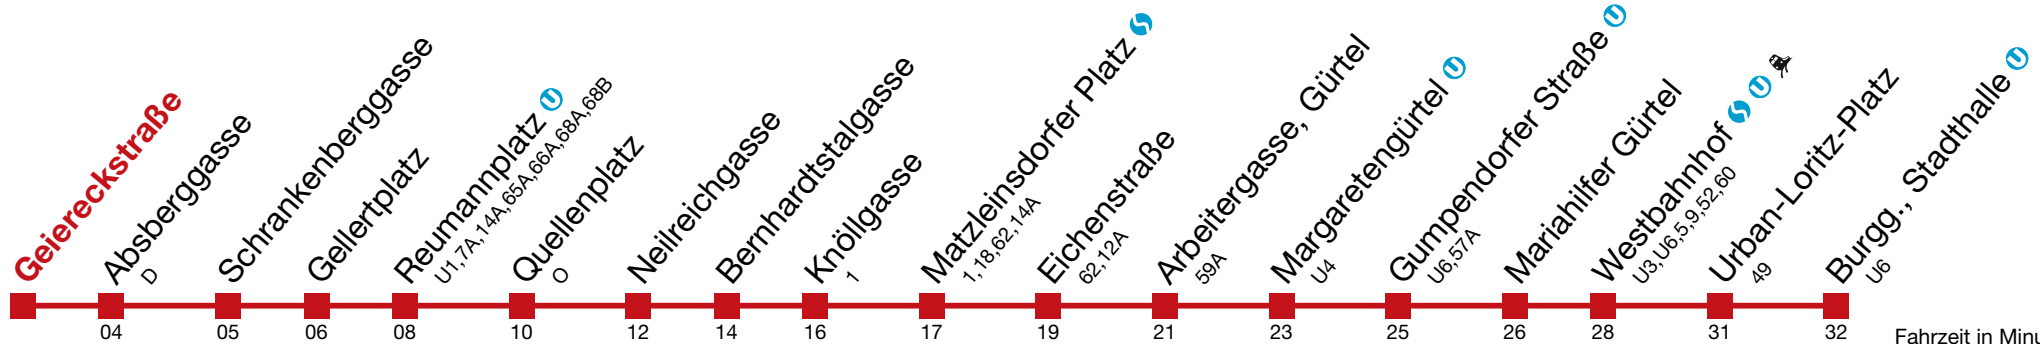 Geiereckstraße
Absberggasse
D
Schrankenberggasse
Gellertplatz
Reumannplatz U
U1,7A,14A,65A,66A,68A,68B
Quellenplatz
O
Neilreichgasse
Bernhardtstalgasse
Knöllgasse
1
Matzleinsdorfer Platz S
1,18,62,14A
Eichenstraße
62,12A
Arbeitergasse, Gürtel
59A
Margaretengürtel U
U4
Gumpendorfer Straße U
U6,57A
Mariahilfer Gürtel
Westbahnhof S U
U3,U6,5,9,52,60
Urban-Loritz-Platz
49
Burgg., Stadthalle U
U6
04 05 06 08 10 12 14 16 17 19 21 23 25 26 28 31 32
Fahrzeit in Minu